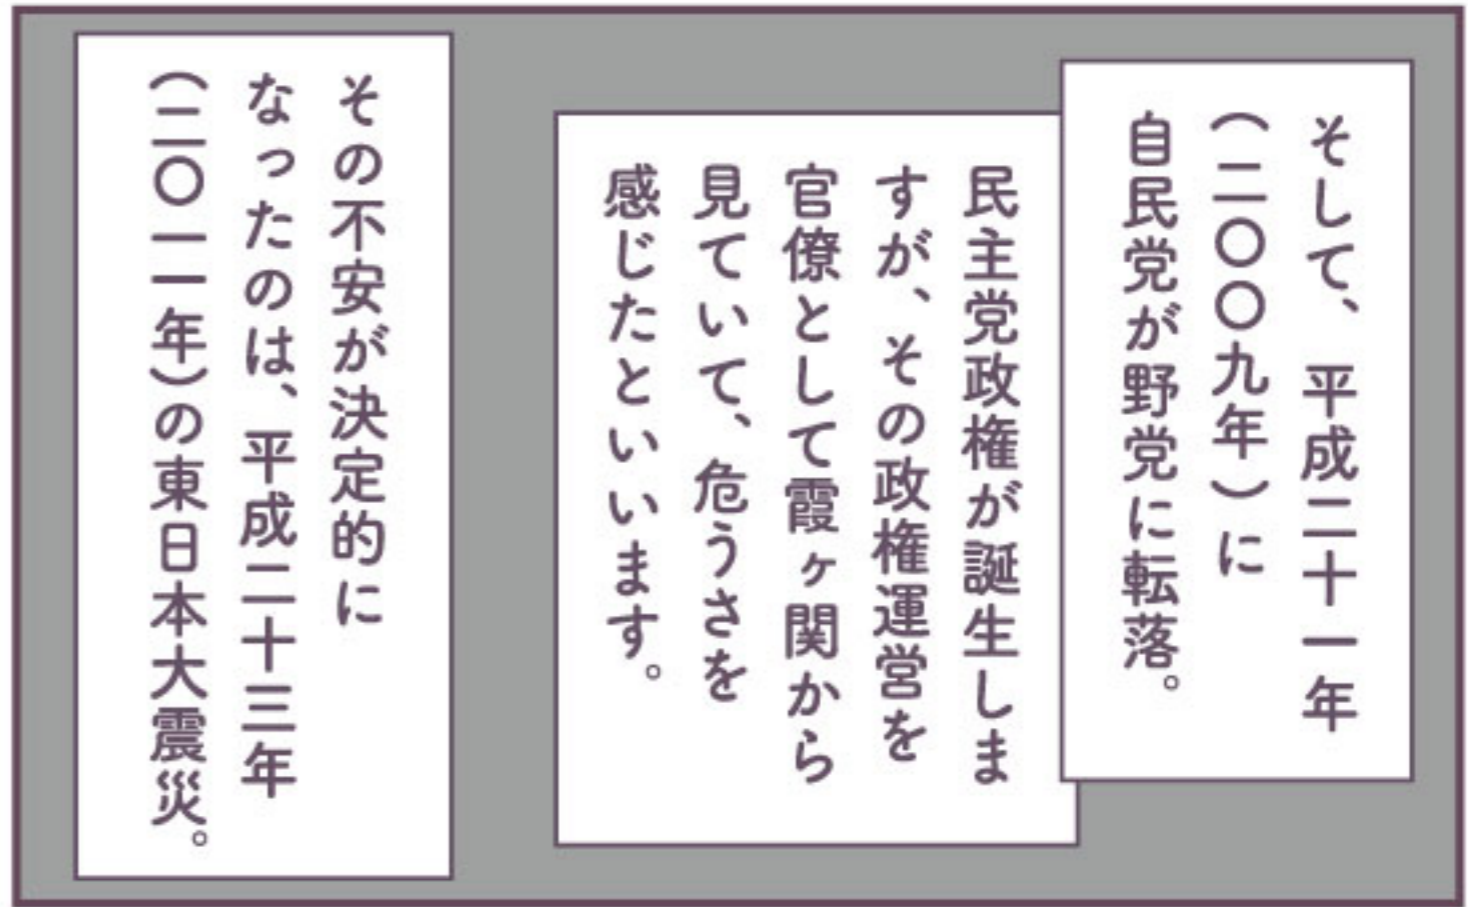 そして、平成二十一年
（二〇〇九年）に
自民党が野党に転落。
民主党政権が誕生しま
すが、その政権運営を
官僚として霞ヶ関から
見ていて、危うさを
感じたといいます。
その不安が決定的に
なったのは、平成二十三年
（二〇一一年）の東日本大震災。